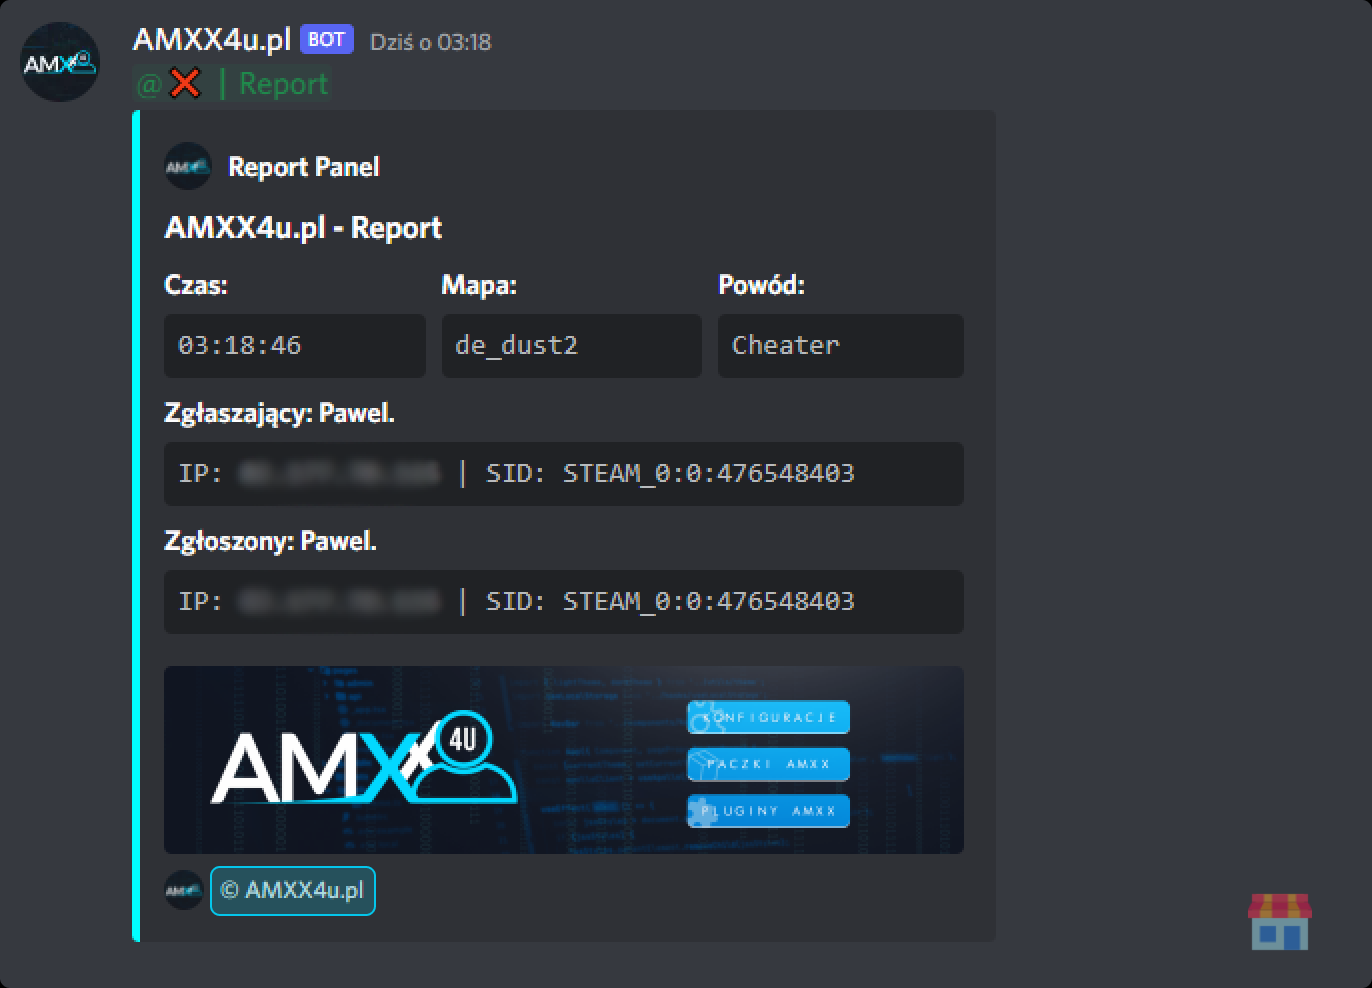 AMXX4u.pl BOT Dziś o 03:18
@❌ | Report
Report Panel
AMXX4u.pl - Report
Czas: Mapa: Powód:
03:18:46 de_dust2 Cheater
Zgłaszający: Pawel.
IP: | SID: STEAM_0:0:476548403
Zgłoszony: Pawel.
IP: | SID: STEAM_0:0:476548403
AMXX 4U
KONFIGURACJE
PACZKI AMXX
PLUGINY AMXX
© AMXX4u.pl